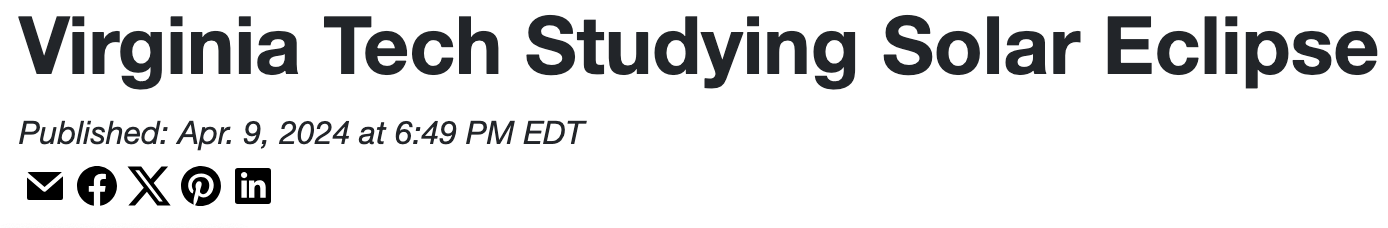 Virginia Tech Studying Solar Eclipse
Published: Apr. 9, 2024 at 6:49 PM EDT